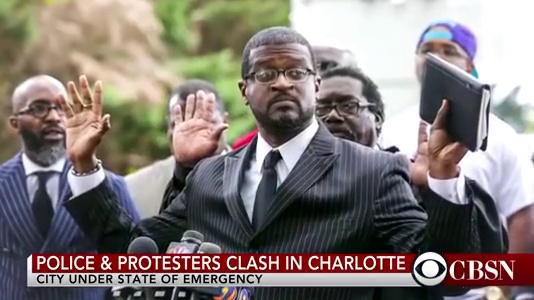 POLICE & PROTESTERS CLASH IN CHARLOTTE
CITY UNDER STATE OF EMERGENCY
CBSN